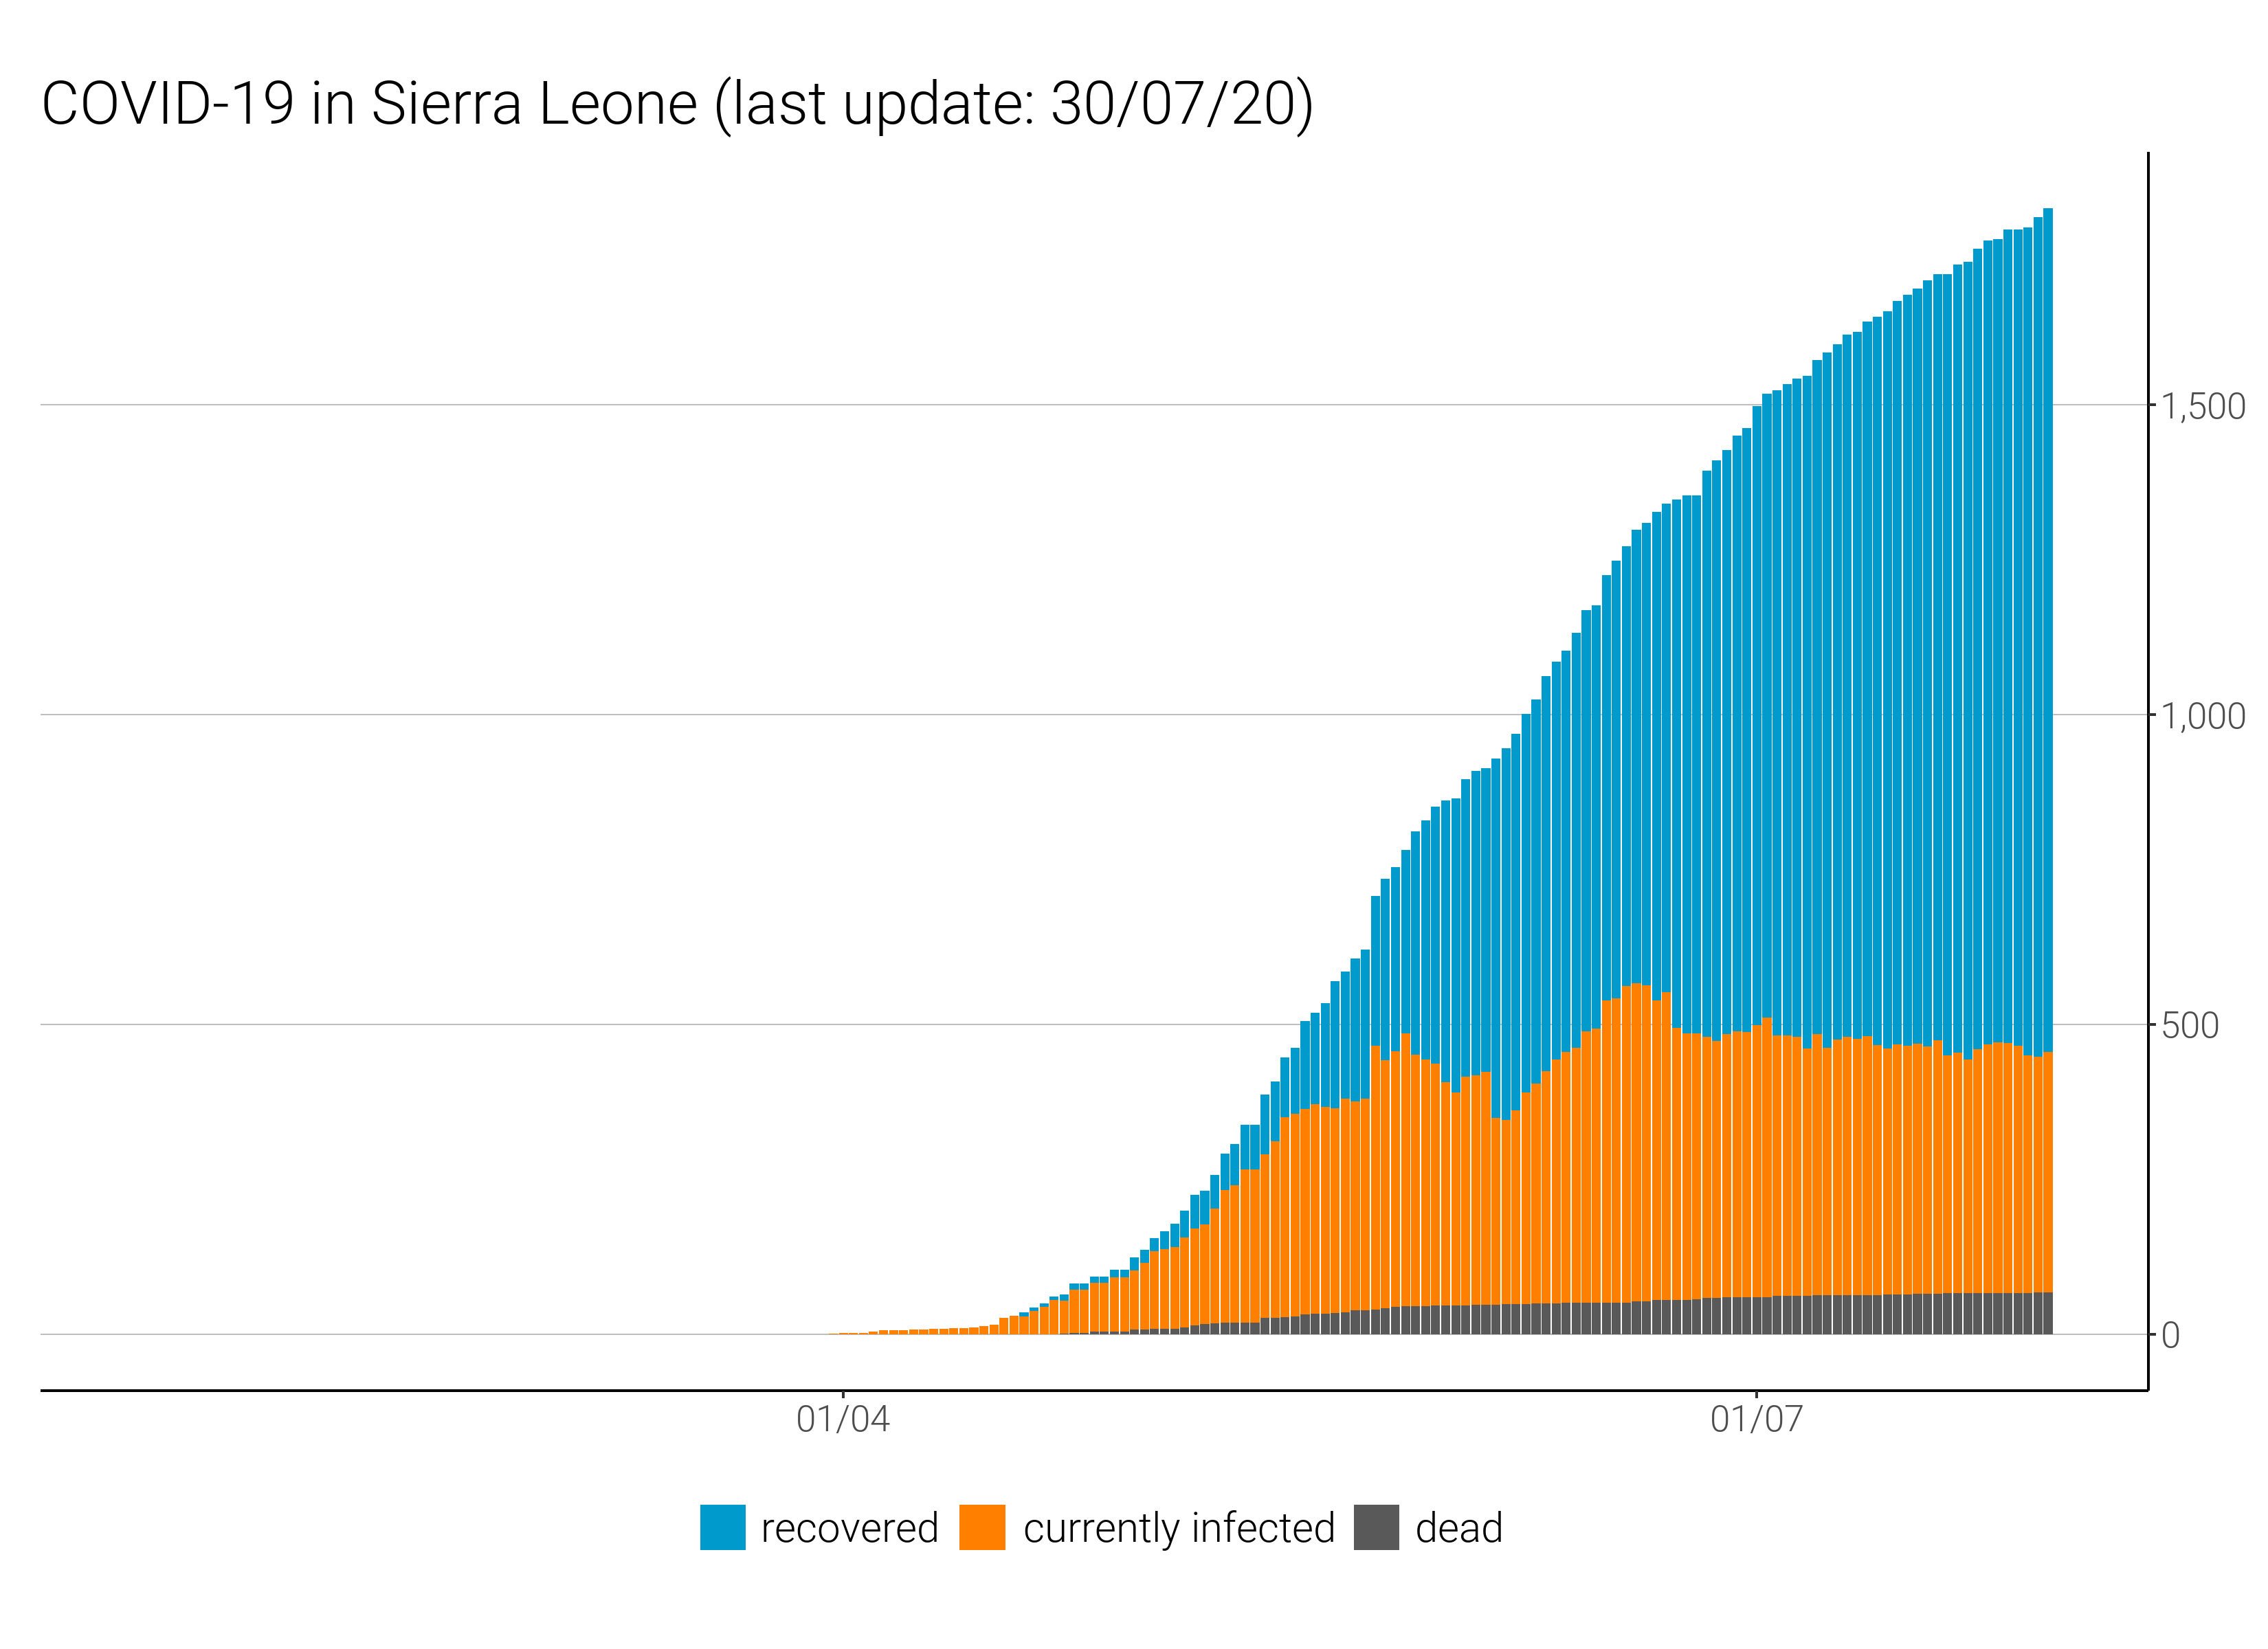 COVID-19 in Sierra Leone (last update: 30/07/20)
1,500
1,000
500
0
01/04 01/07
recovered currently infected dead